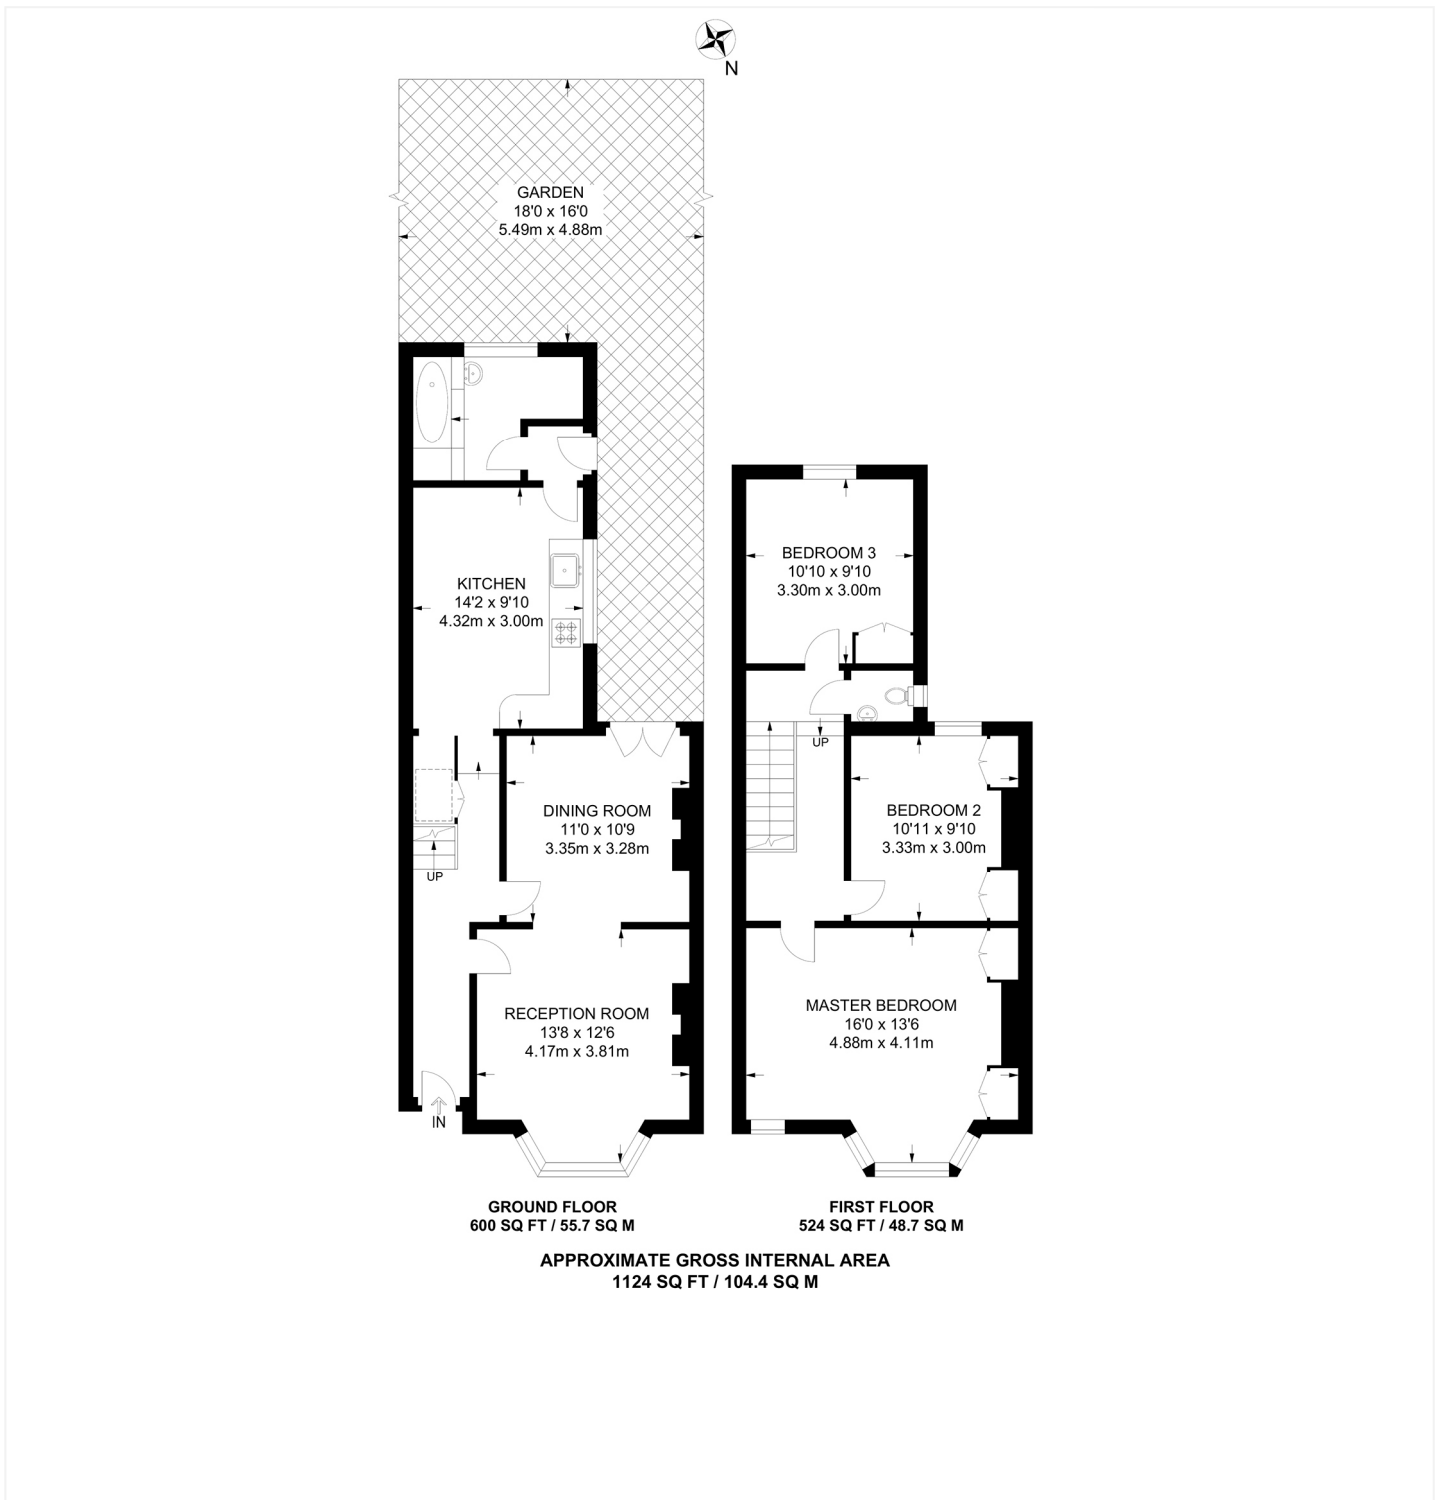 N
GARDEN
18'0 x 16'0
5.49m x 4.88m
KITCHEN
14'2 x 9'10
4.32m x 3.00m
DINING ROOM
11'0 x 10'9
3.35m x 3.28m
UP
RECEPTION ROOM
13'8 x 12'6
4.17m x 3.81m
IN
BEDROOM 3
10'10 x 9'10
3.30m x 3.00m
UP
BEDROOM 2
10'11 x 9'10
3.33m x 3.00m
MASTER BEDROOM
16'0 x 13'6
4.88m x 4.11m
GROUND FLOOR
600 SQ FT / 55.7 SQ M
FIRST FLOOR
524 SQ FT / 48.7 SQ M
APPROXIMATE GROSS INTERNAL AREA
1124 SQ FT / 104.4 SQ M